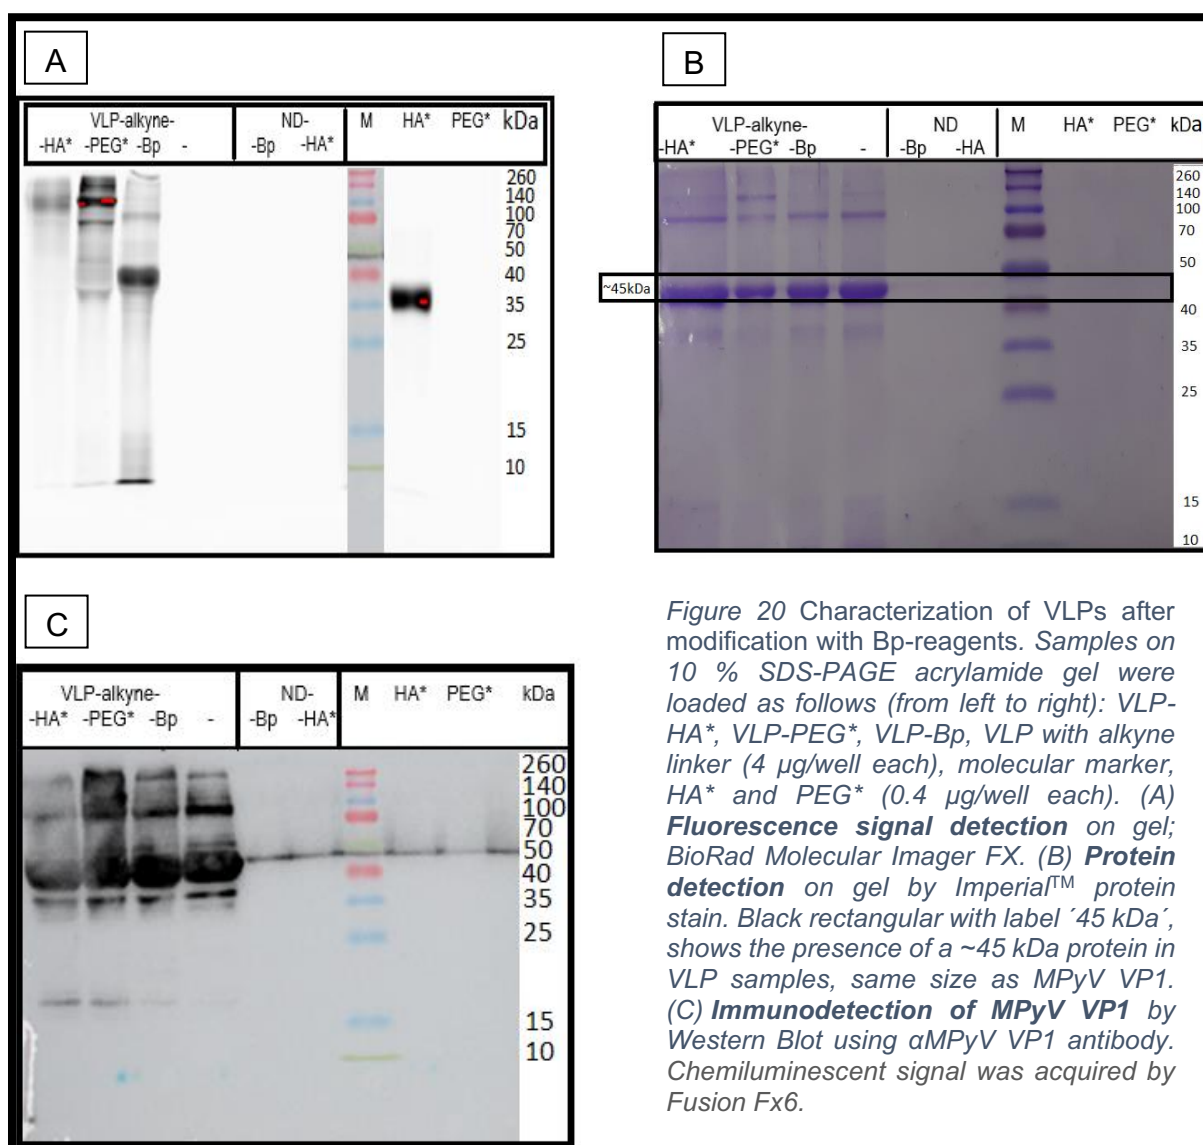 A
VLP-alkyne- ND- M HA* PEG* kDa
-HA* -PEG* -Bp - -Bp -HA*
260
140
100
70
50
40
35
25
15
10
B
VLP-alkyne- ND M HA* PEG* kDa
-HA* -PEG* -Bp - -Bp -HA
260
140
100
70
50
~45kDa
40
35
25
15
10
C
VLP-alkyne- ND- M HA* PEG* kDa
-HA* -PEG* -Bp - -Bp -HA*
260
140
100
70
50
40
35
25
15
10
Figure 20 Characterization of VLPs after
modification with Bp-reagents. Samples on
10 % SDS-PAGE acrylamide gel were
loaded as follows (from left to right): VLP-
HA*, VLP-PEG*, VLP-Bp, VLP with alkyne
linker (4 µg/well each), molecular marker,
HA* and PEG* (0.4 µg/well each). (A)
Fluorescence signal detection on gel;
BioRad Molecular Imager FX. (B) Protein
detection on gel by Imperial™ protein
stain. Black rectangular with label ´45 kDa´,
shows the presence of a ~45 kDa protein in
VLP samples, same size as MPyV VP1.
(C) Immunodetection of MPyV VP1 by
Western Blot using αMPyV VP1 antibody.
Chemiluminescent signal was acquired by
Fusion Fx6.